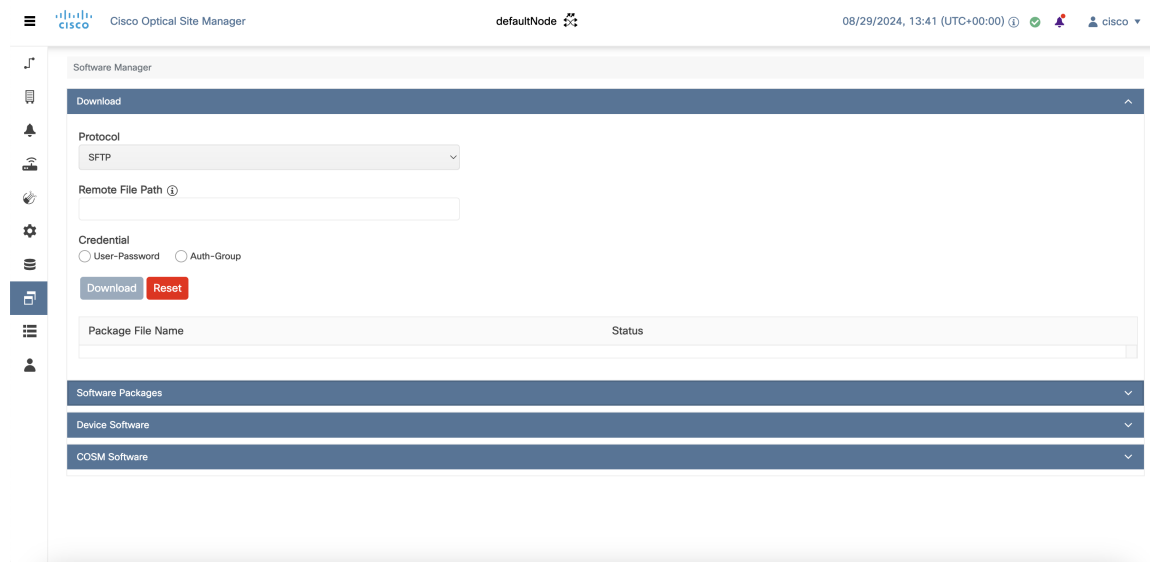 CISCO Cisco Optical Site Manager defaultNode 08/29/2024, 13:41 (UTC+00:00) cisco
Software Manager
Download
Protocol
SFTP
Remote File Path
Credential
User-Password Auth-Group
Download Reset
Package File Name Status
Software Packages
Device Software
COSM Software